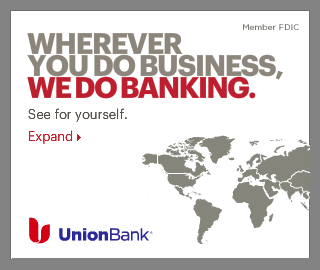 Member FDIC
WHEREVER
YOU DO BUSINESS,
WE DO BANKING.
See for yourself.
Expand
UnionBank®